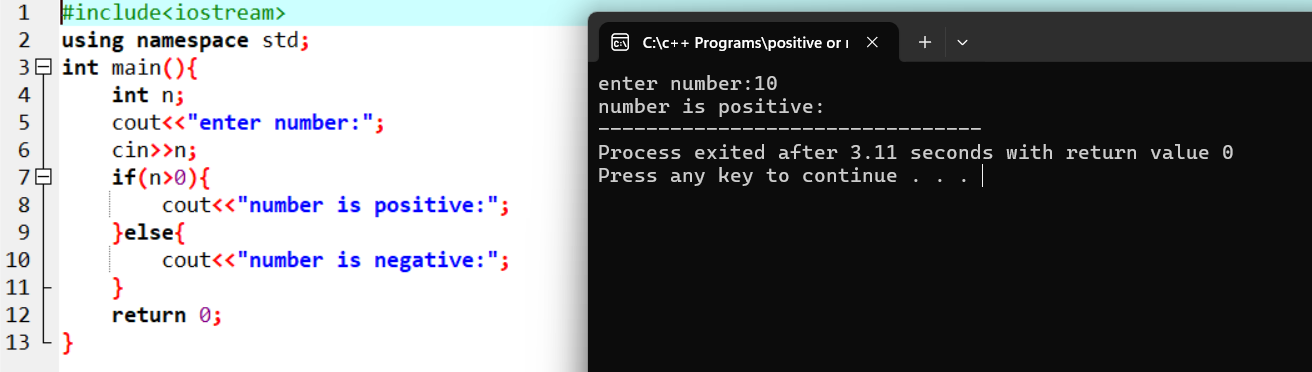 1 #include<iostream>
2 using namespace std;
3 int main(){
4 int n;
5 cout<<"enter number:";
6 cin>>n;
7 if(n>0){
8 cout<<"number is positive:";
9 }else{
10 cout<<"number is negative:";
11 }
12 return 0;
13 }
C:\c++ Programs\positive or
enter number:10
number is positive:
--------------------------------
Process exited after 3.11 seconds with return value 0
Press any key to continue . . .